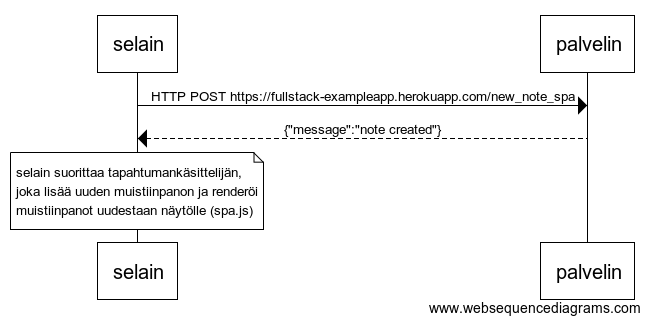 selain
palvelin
HTTP POST https://fullstack-exampleapp.herokuapp.com/new_note_spa
{"message":"note created"}
selain suorittaa tapahtumankäsittelijän,
joka lisää uuden muistiinpanon ja renderöi
muistiinpanot uudestaan näytölle (spa.js)
selain
palvelin
www.websequencediagrams.com